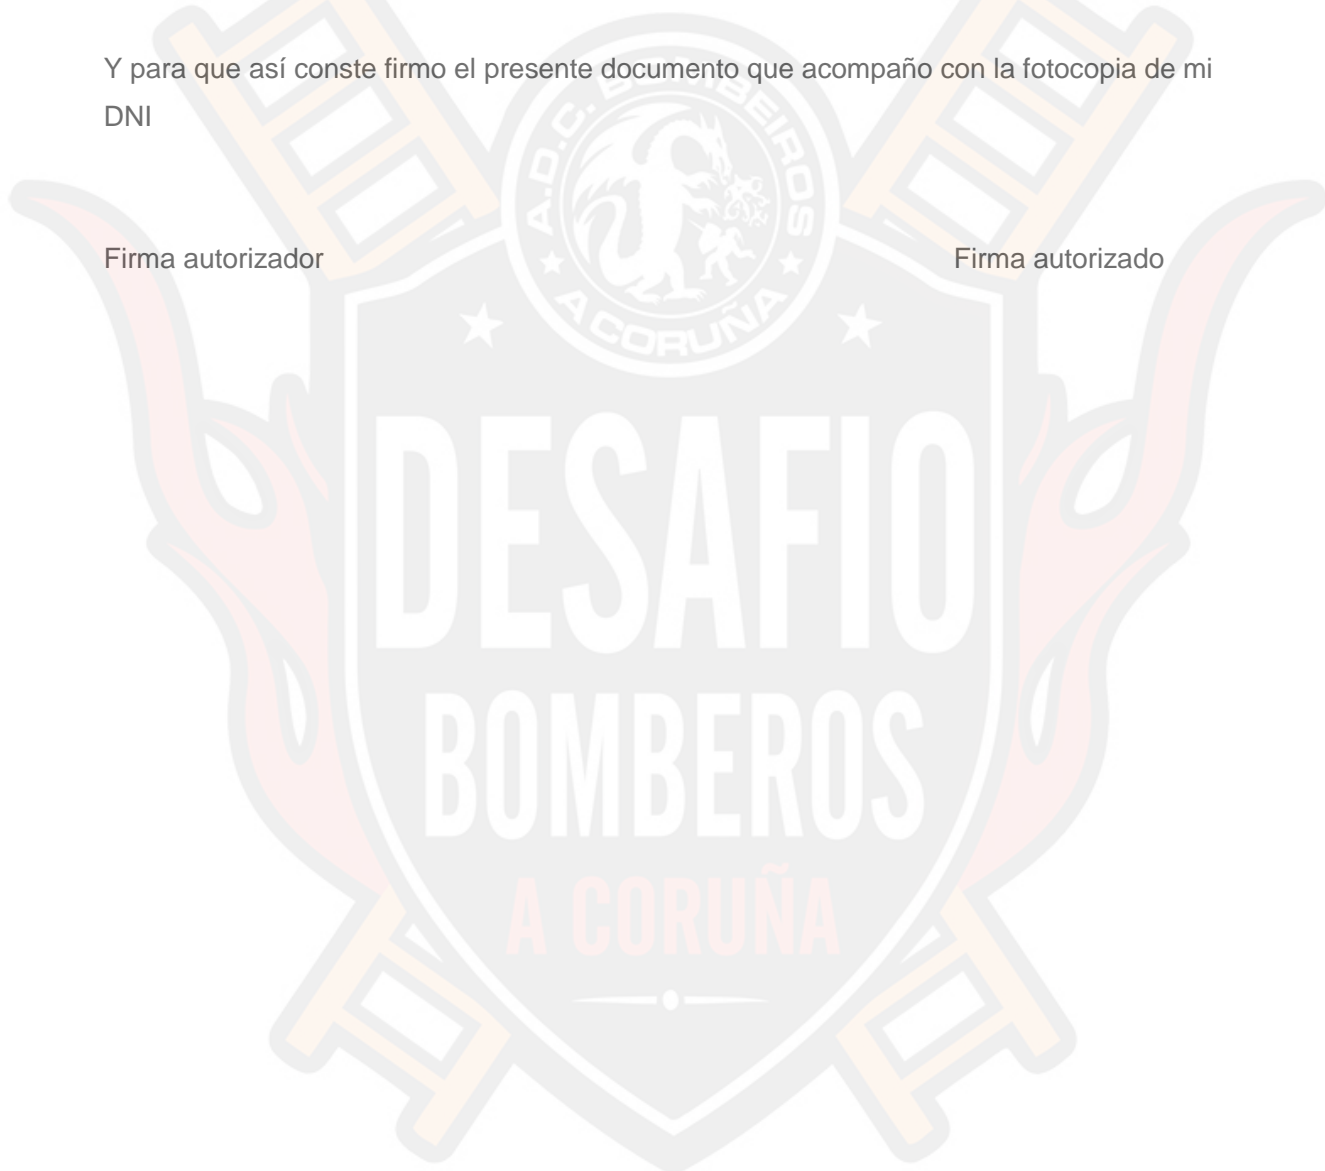 Y para que así conste firmo el presente documento que acompaño con la fotocopia de mi
DNI
A.D.C. BOMBEIROS
A CORUÑA
Firma autorizador Firma autorizado
DESAFIO
BOMBEROS
A CORUÑA